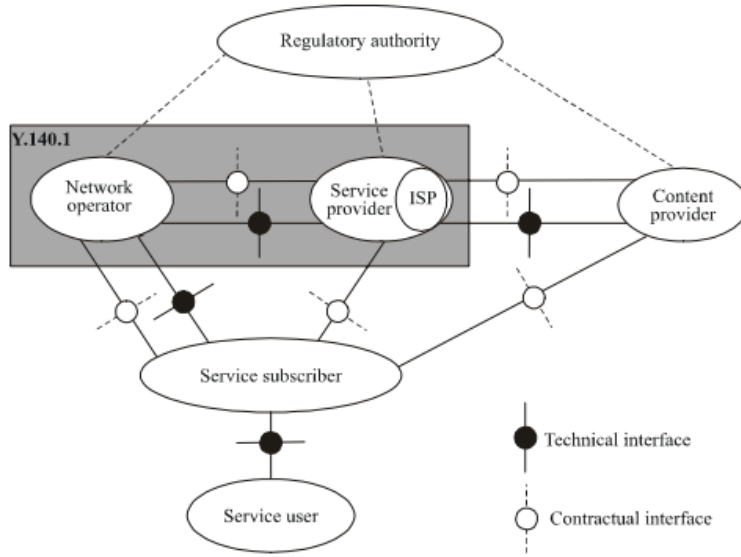 Regulatory authority
Y.140.1
Network
operator
Service
provider
ISP
Content
provider
Service subscriber
Technical interface
Service user
Contractual interface